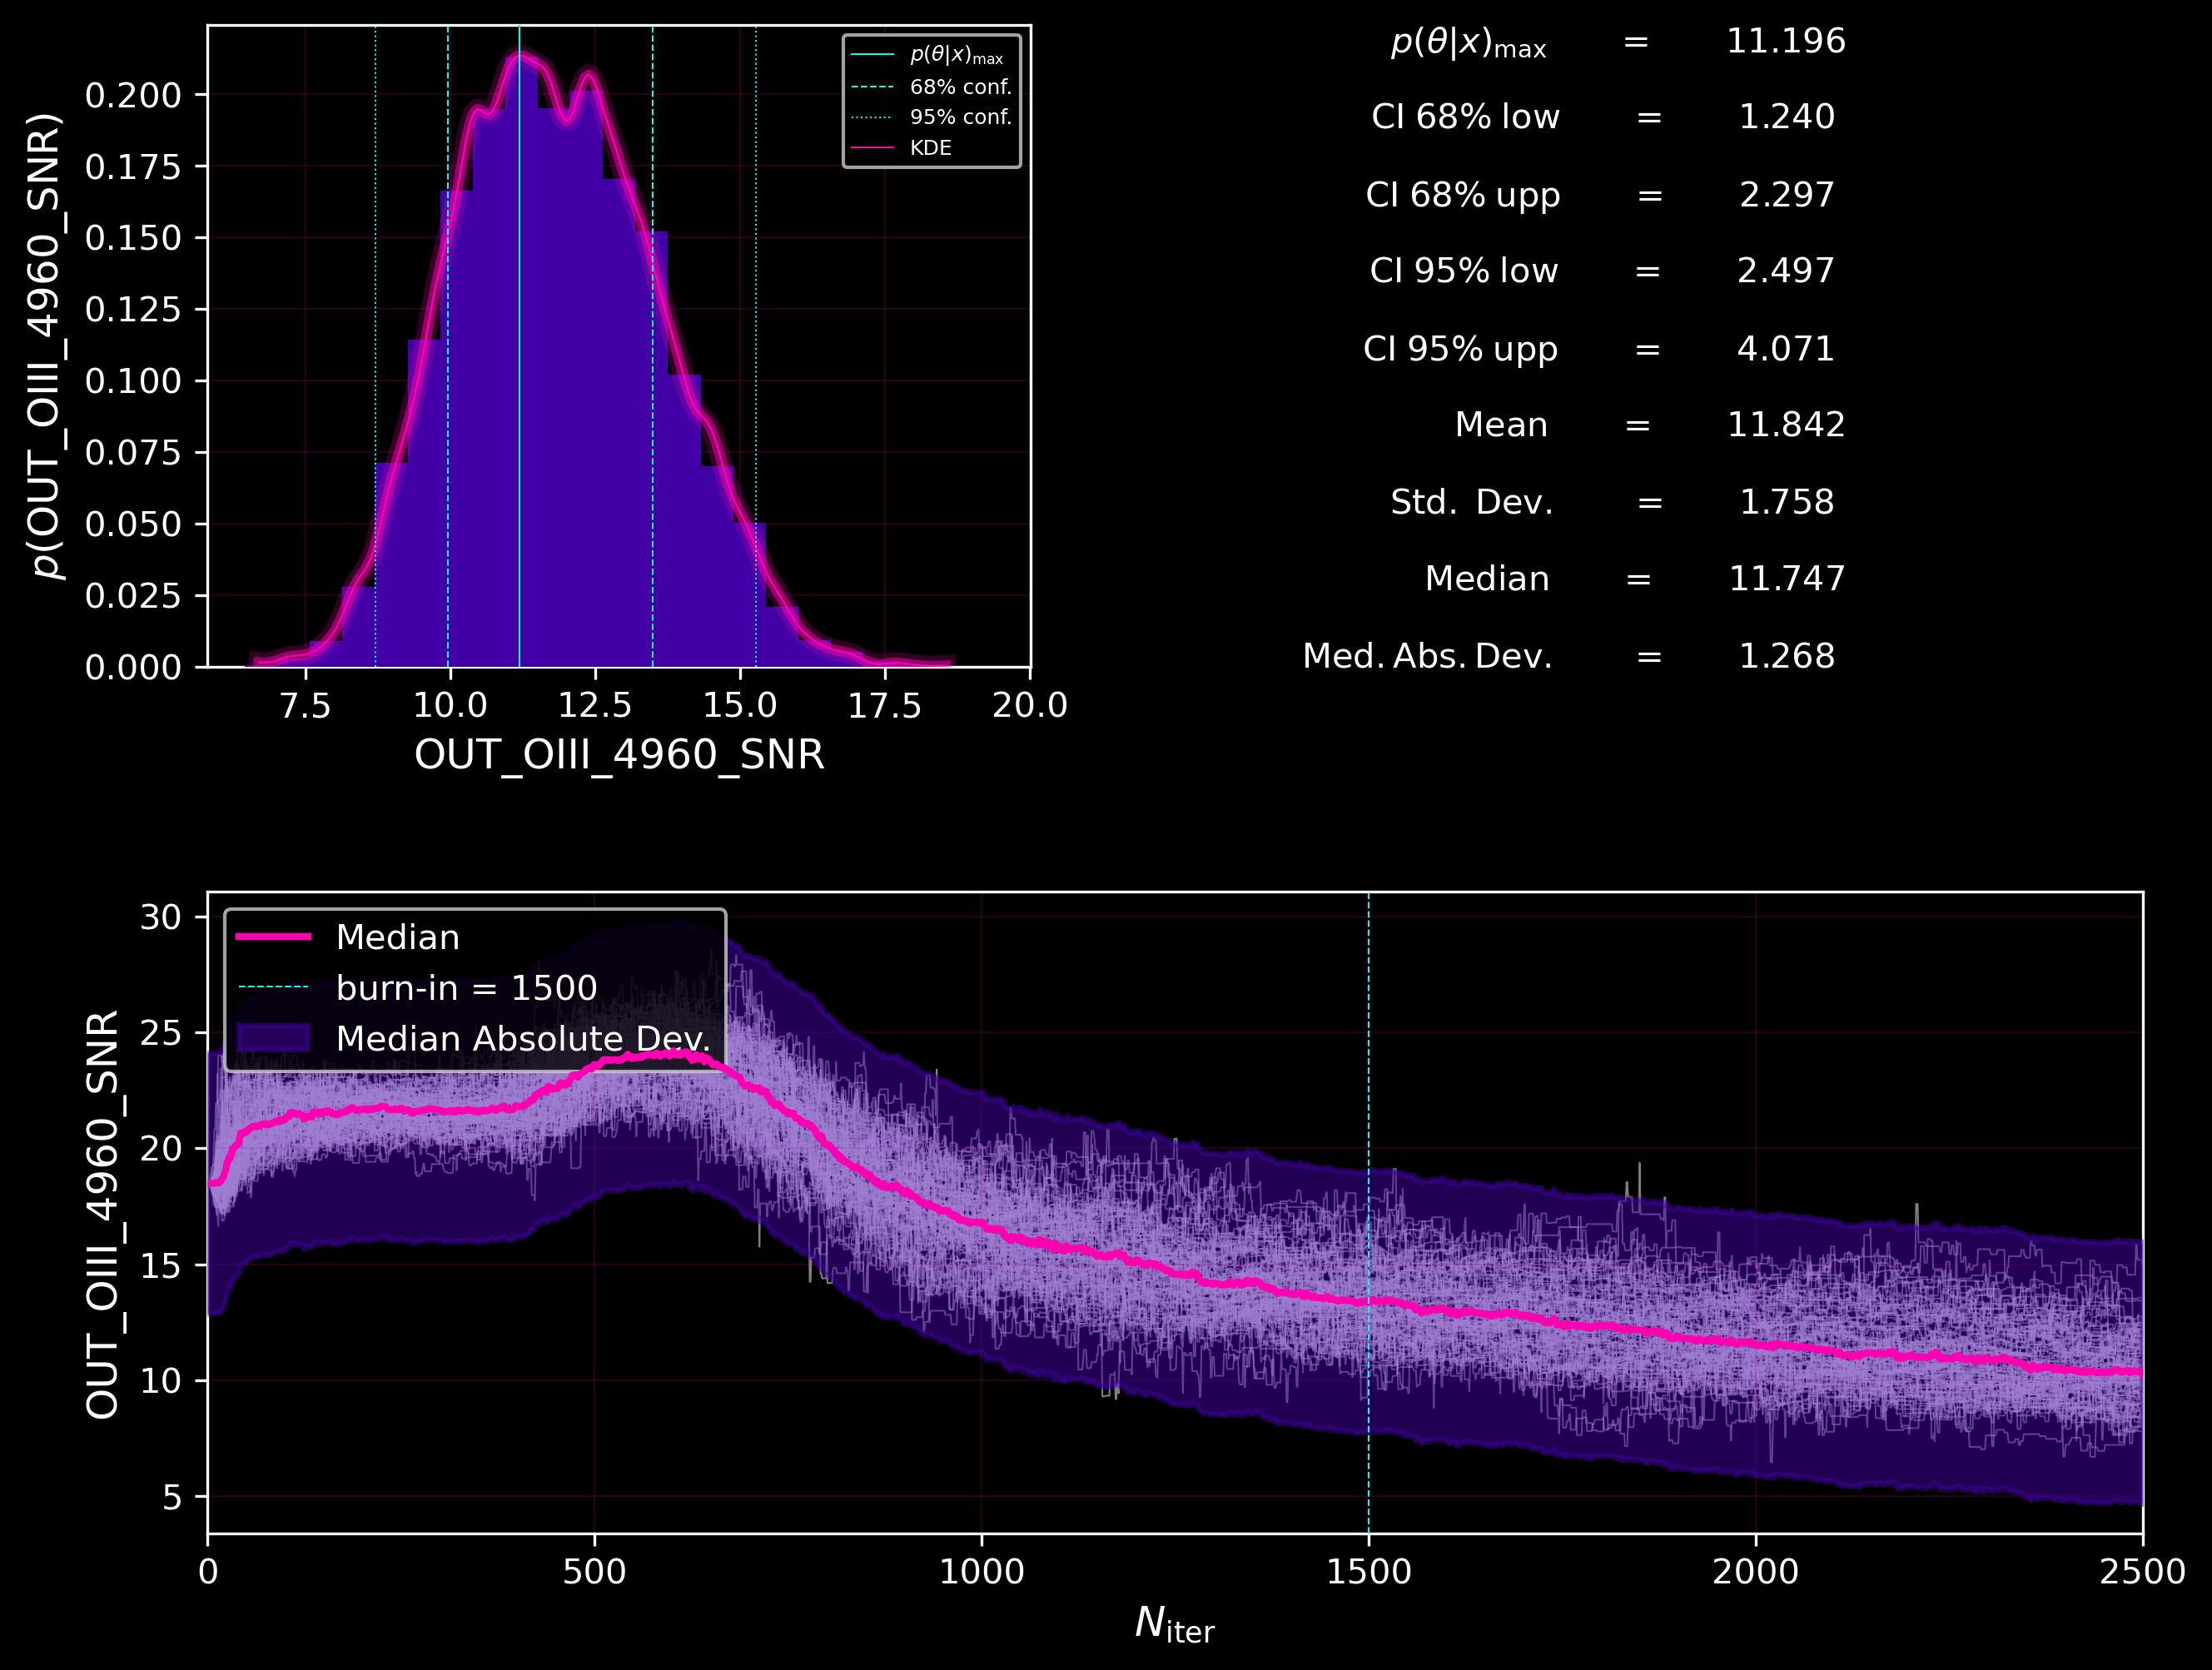 p(OUT_OIII_4960_SNR)
0.200
0.175
0.150
0.125
0.100
0.075
0.050
0.025
0.000
7.5 10.0 12.5 15.0 17.5 20.0
OUT_OIII_4960_SNR
p(θ|x)max
68% conf.
95% conf.
KDE
p(θ|x)max = 11.196
CI 68% low = 1.240
CI 68% upp = 2.297
CI 95% low = 2.497
CI 95% upp = 4.071
Mean = 11.842
Std. Dev. = 1.758
Median = 11.747
Med. Abs. Dev. = 1.268
OUT_OIII_4960_SNR
30
25
20
15
10
5
Median
burn-in = 1500
Median Absolute Dev.
0 500 1000 1500 2000 2500
Niter